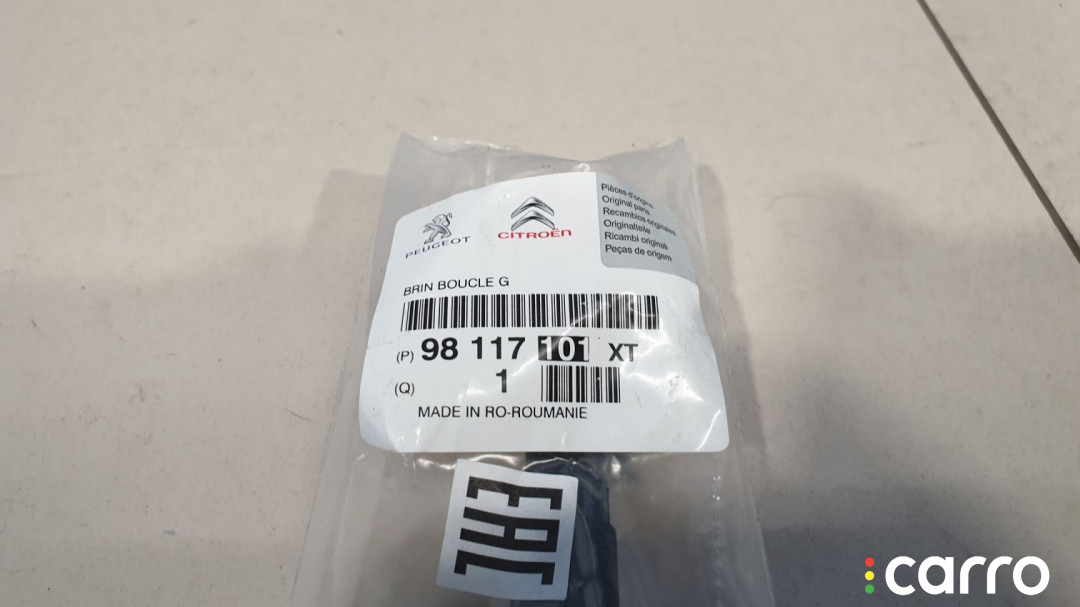 PEUGEOT
CITROËN
Pièces d'origine
Original parts
Recambios originales
Originalteile
Ricambi originali
Peças de origem
BRIN BOUCLE G
(P) 98 117 101 XT
(Q) 1
MADE IN RO-ROUMANIE
EAC
carro